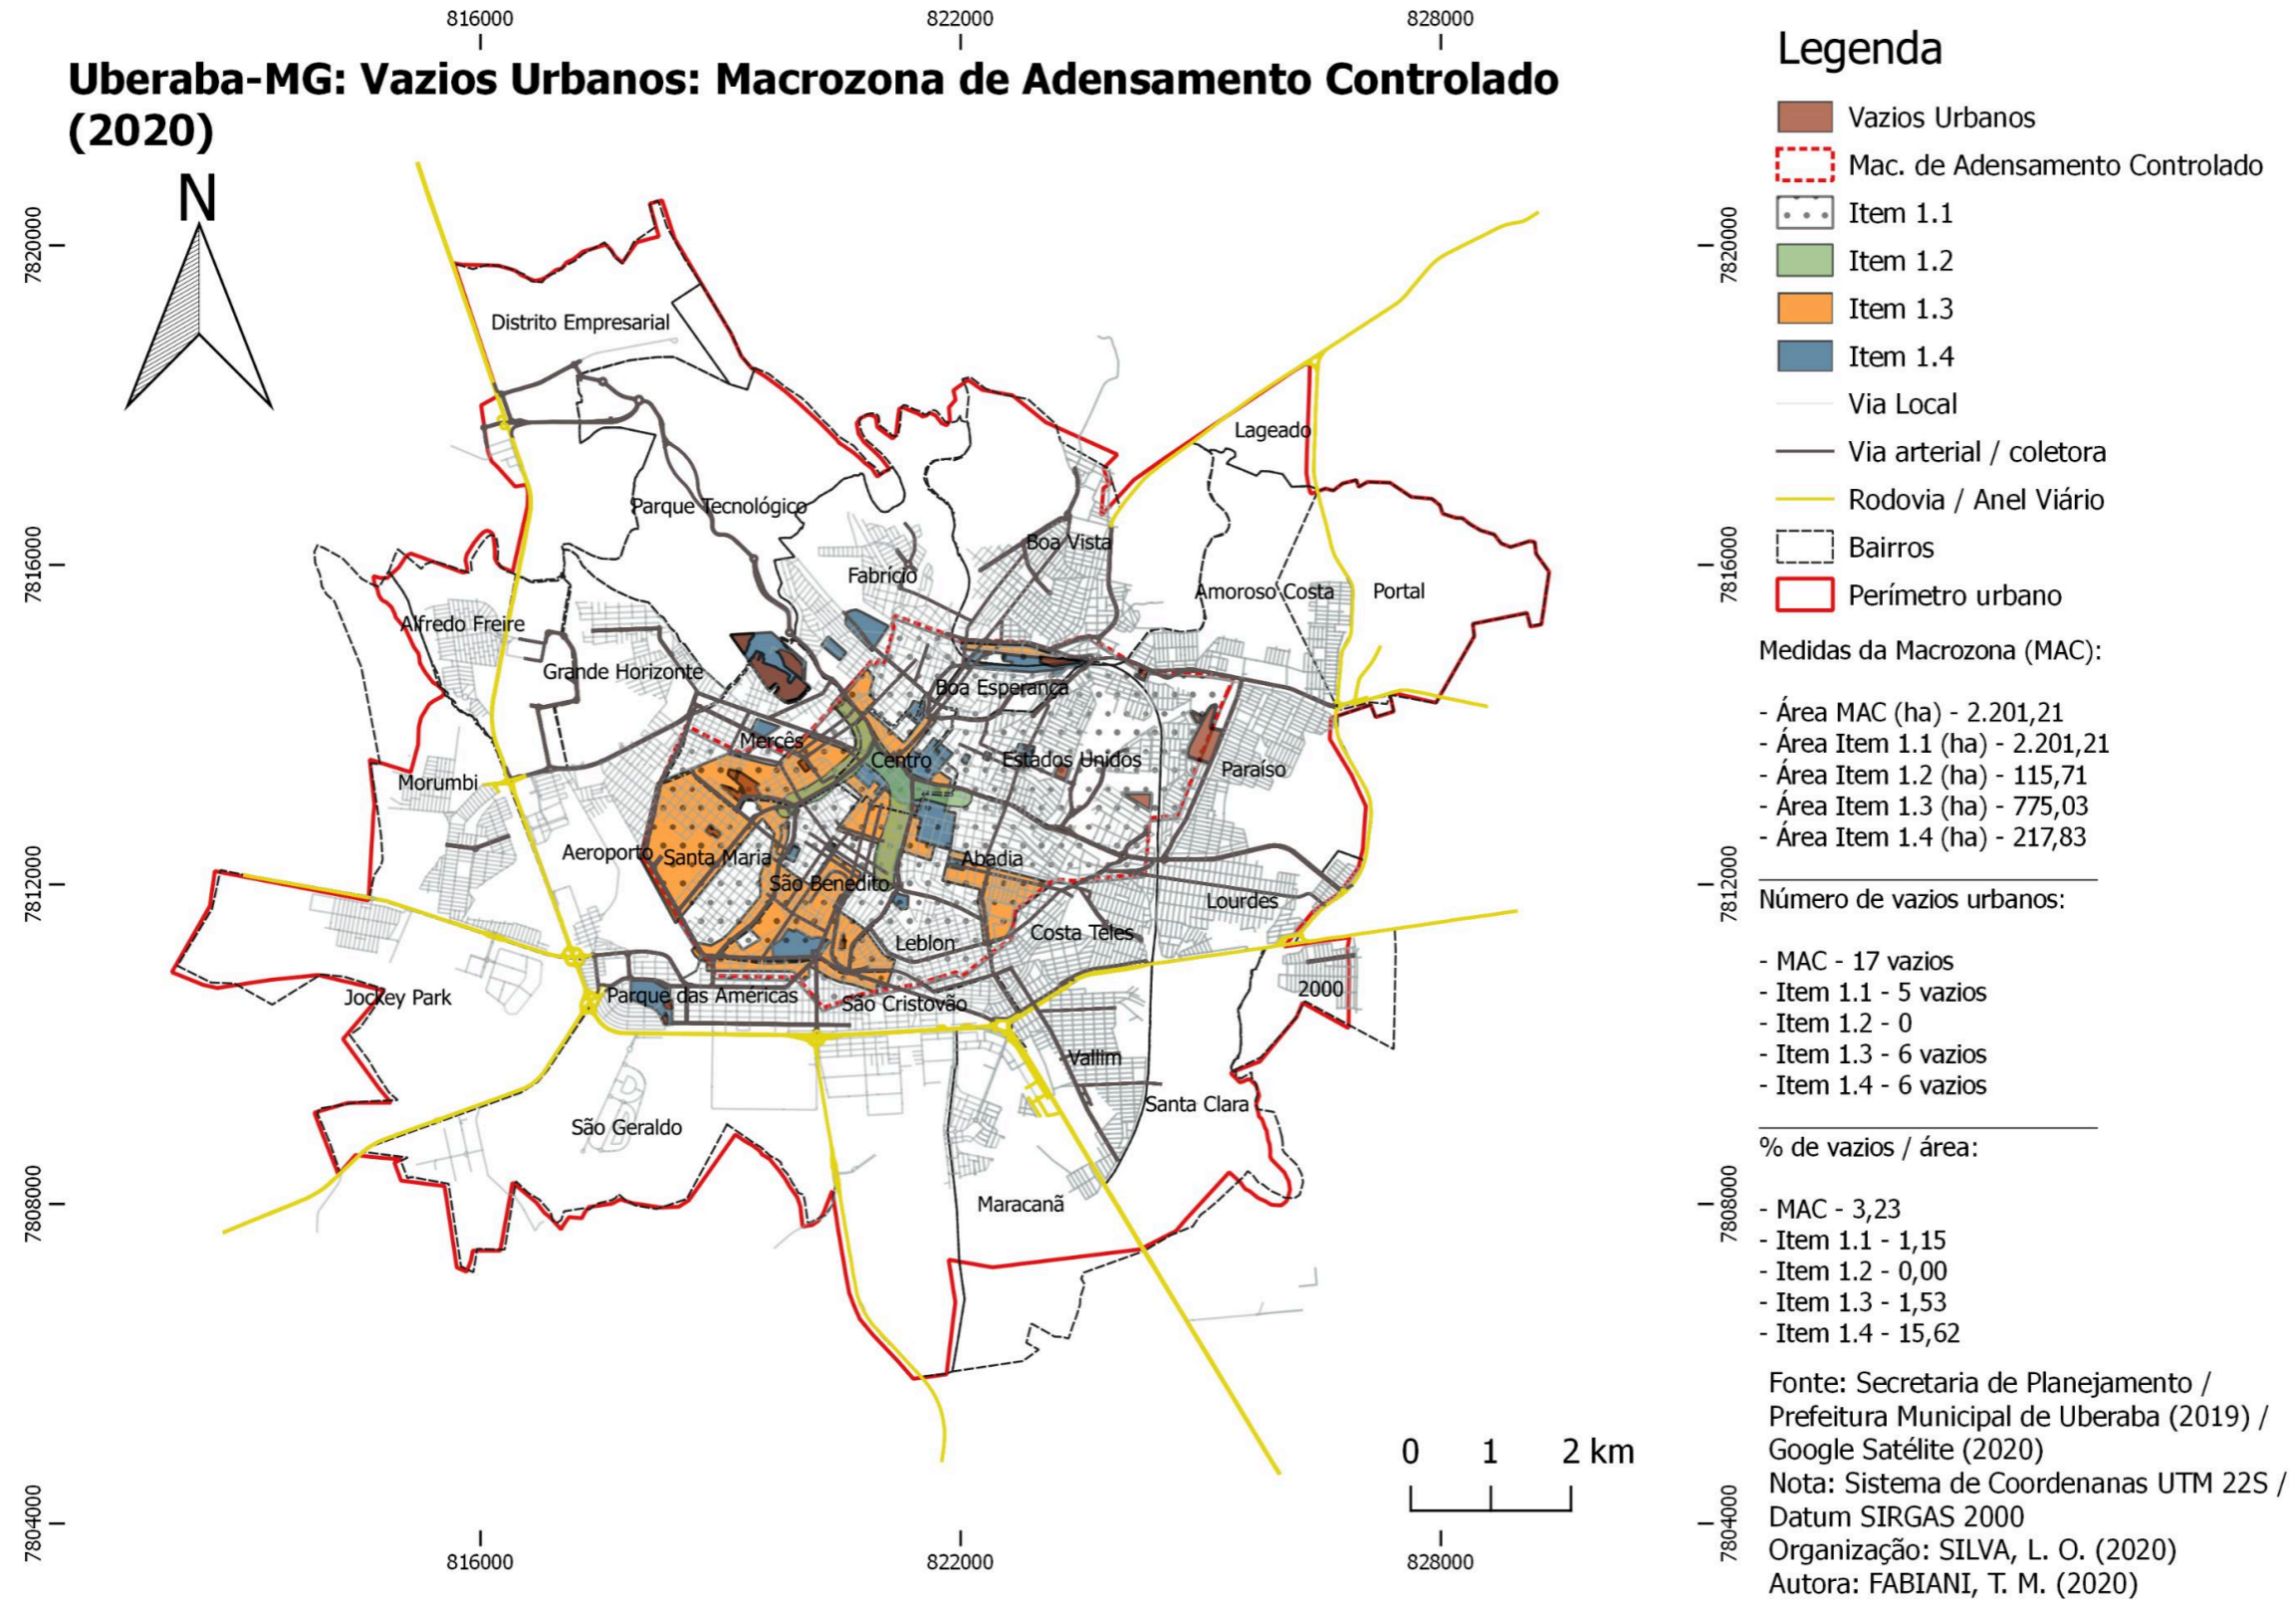 816000
822000
828000
Uberaba-MG: Vazios Urbanos: Macrozona de Adensamento Controlado
(2020)
N
7820000
7816000
7812000
7808000
7804000
Distrito Empresarial
Lageado
Parque Tecnológico
Boa Vista
Fabrício
Amoroso Costa
Portal
Alfredo Freire
Grande Horizonte
Boa Esperança
Mercês
Centro
Estados Unidos
Paraíso
Morumbi
Aeroporto
Santa Maria
Abadia
São Benedito
Lourdes
Costa Teles
Leblon
2000
Jockey Park
Parque das Américas
São Cristovão
Vallim
Santa Clara
São Geraldo
Maracanã
7820000
7816000
7812000
7808000
7804000
0 1 2 km
816000
822000
828000
Legenda
Vazios Urbanos
Mac. de Adensamento Controlado
Item 1.1
Item 1.2
Item 1.3
Item 1.4
Via Local
Via arterial / coletora
Rodovia / Anel Viário
Bairros
Perímetro urbano
Medidas da Macrozona (MAC):
- Área MAC (ha) - 2.201,21
- Área Item 1.1 (ha) - 2.201,21
- Área Item 1.2 (ha) - 115,71
- Área Item 1.3 (ha) - 775,03
- Área Item 1.4 (ha) - 217,83
Número de vazios urbanos:
- MAC - 17 vazios
- Item 1.1 - 5 vazios
- Item 1.2 - 0
- Item 1.3 - 6 vazios
- Item 1.4 - 6 vazios
% de vazios / área:
- MAC - 3,23
- Item 1.1 - 1,15
- Item 1.2 - 0,00
- Item 1.3 - 1,53
- Item 1.4 - 15,62
Fonte: Secretaria de Planejamento /
Prefeitura Municipal de Uberaba (2019) /
Google Satélite (2020)
Nota: Sistema de Coordenanas UTM 22S /
Datum SIRGAS 2000
Organização: SILVA, L. O. (2020)
Autora: FABIANI, T. M. (2020)